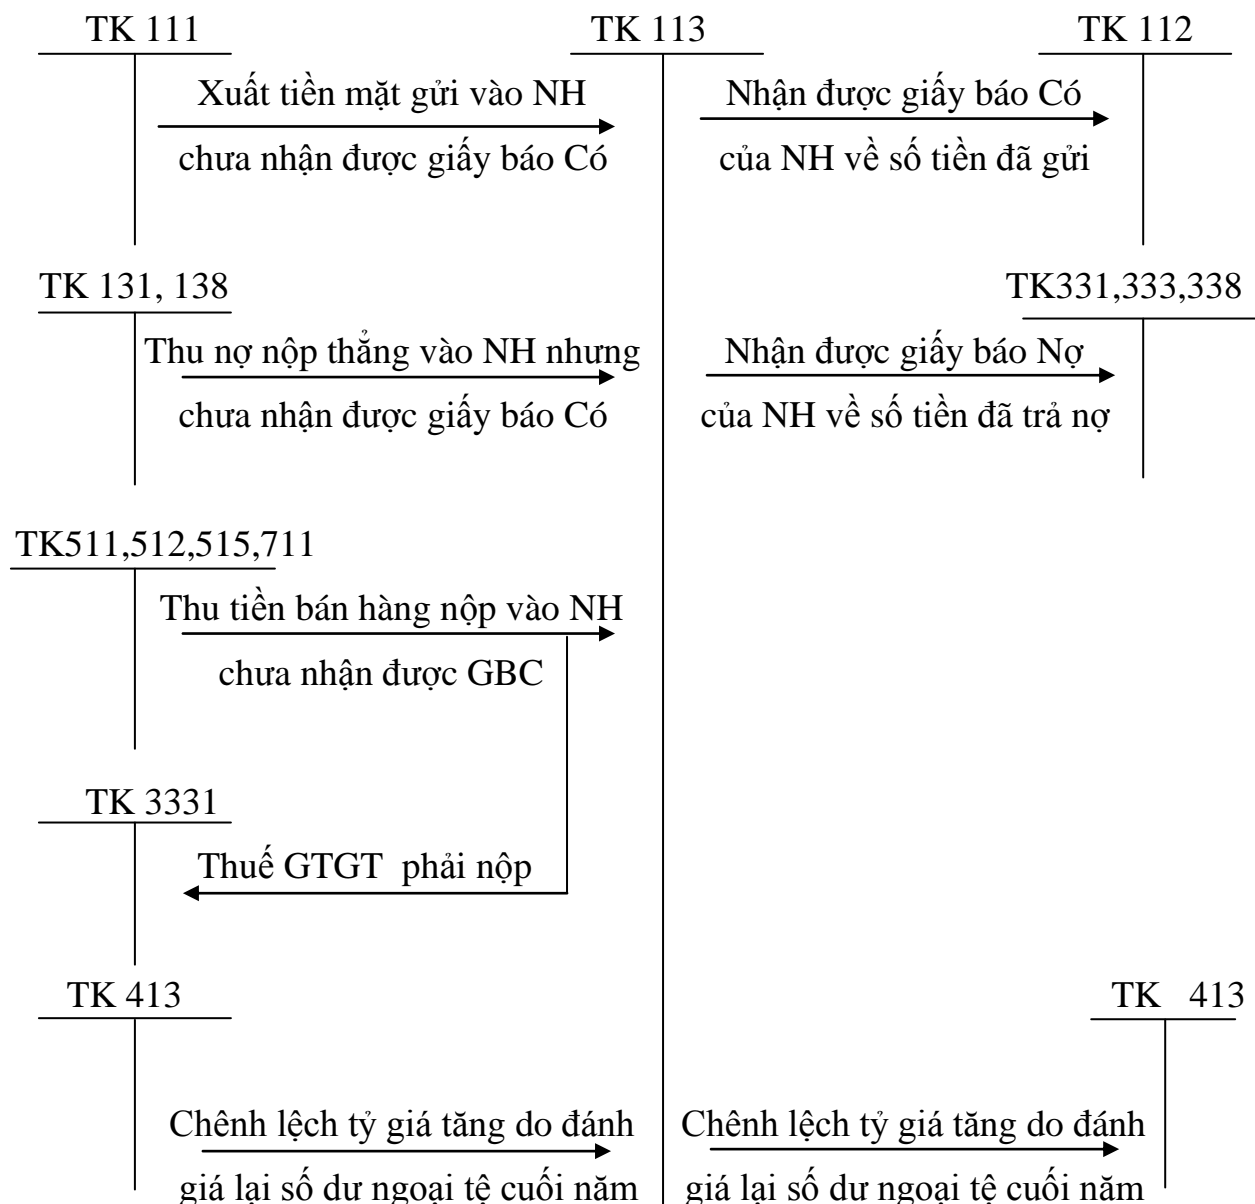 TK 111
TK 113
TK 112
Xuất tiền mặt gửi vào NH
chưa nhận được giấy báo Có
Nhận được giấy báo Có
của NH về số tiền đã gửi
TK 131, 138
TK331,333,338
Thu nợ nộp thẳng vào NH nhưng
chưa nhận được giấy báo Có
Nhận được giấy báo Nợ
của NH về số tiền đã trả nợ
TK511,512,515,711
Thu tiền bán hàng nộp vào NH
chưa nhận được GBC
TK 3331
Thuế GTGT phải nộp
TK 413
TK 413
Chênh lệch tỷ giá tăng do đánh
giá lại số dư ngoại tệ cuối năm
Chênh lệch tỷ giá tăng do đánh
giá lại số dư ngoại tệ cuối năm